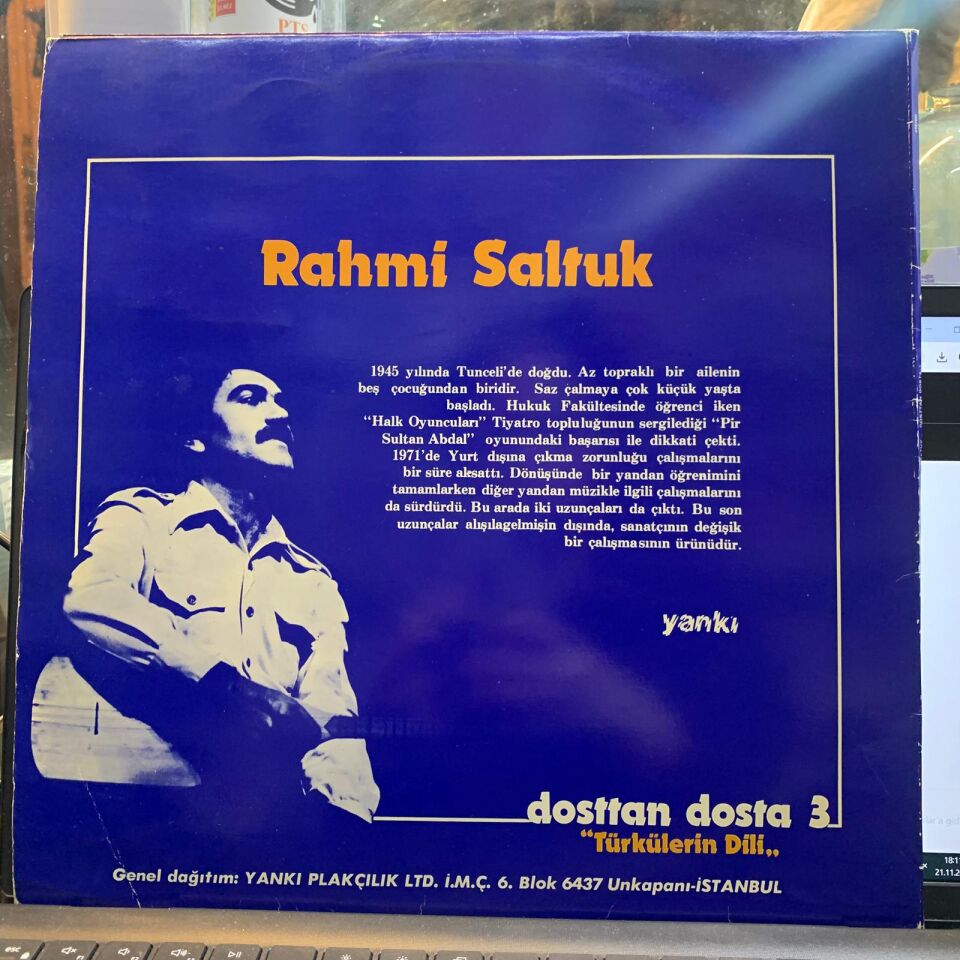 PTS
Rahmi Saltuk
1945 yılında Tunceli'de doğdu. Az topraklı bir ailenin
beş çocuğundan biridir. Saz çalmaya çok küçük yaşta
başladı. Hukuk Fakültesinde öğrenci iken
"Halk Oyuncuları" Tiyatro topluluğunun sergilediği "Pir
Sultan Abdal" oyunundaki başarısı ile dikkati çekti.
1971'de Yurt dışına çıkma zorunluğu çalışmalarını
bir süre aksattı. Dönüşünde bir yandan öğrenimini
tamamlarken diğer yandan müzikle ilgili çalışmalarını
da sürdürdü. Bu arada iki uzunçaları da çıktı. Bu son
uzunçalar alışılagelmişin dışında, sanatçının değişik
bir çalışmasının ürünüdür.
yankı
dosttan dosta 3
"Türkülerin Dili„
Genel dağıtım: YANKI PLAKÇILIK LTD. İ.M.Ç. 6. Blok 6437 Unkapanı-İSTANBUL
esc